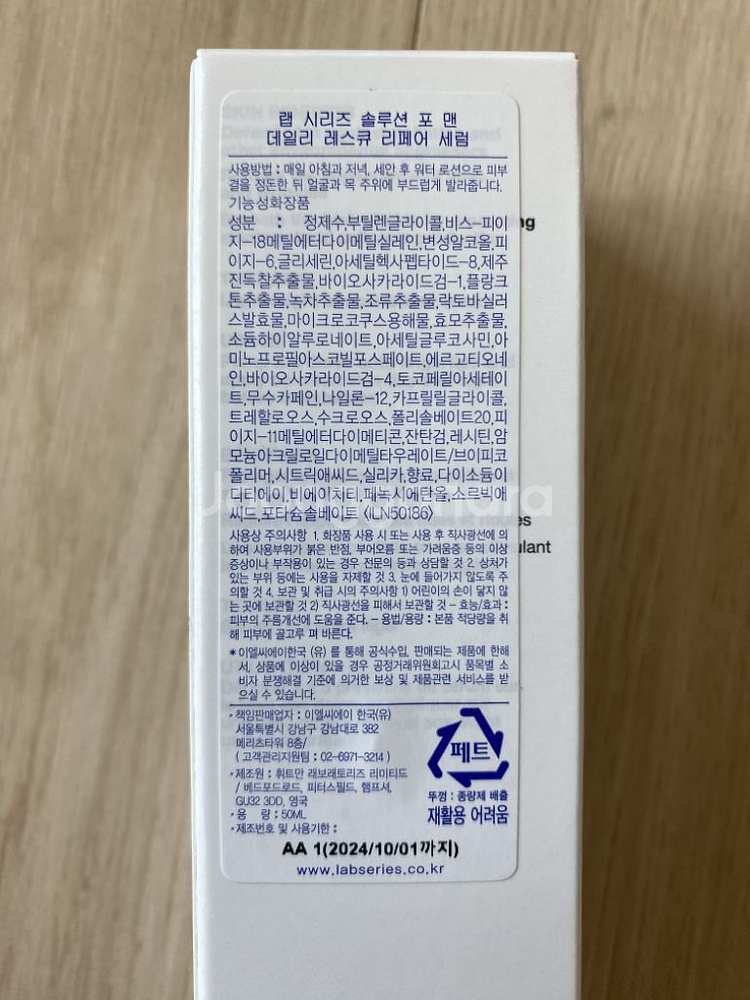 랩 시리즈 솔루션 포 맨
데일리 레스큐 리페어 세럼
사용방법 : 매일 아침과 저녁, 세안 후 워터 로션으로 피부
결을 정돈한 뒤 얼굴과 목 주위에 부드럽게 발라줍니다.
기능성화장품
성분 : 정제수,부틸렌글라이콜,비스-피이
지-18메틸에터다이메틸실레인,변성알코올,피
이지-6,글리세린,아세틸헥사펩타이드-8,제주
진득찰추출물,바이오사카라이드검-1,플랑크
톤추출물,녹차추출물,조류추출물,락토바실러
스발효물,마이크로코쿠스용해물,효모추출물,
소듐하이알루로네이트,아세틸글루코사민,아
미노프로필아스코빌포스페이트,에르고티오네
인,바이오사카라이드검-4,토코페릴아세테이
트,무수카페인,나일론-12,카프릴릴글라이콜,
트레할로오스,수크로오스,폴리솔베이트20,피
이지-11메틸에터다이메티콘,잔탄검,레시틴,암
모늄아크릴로일다이메틸타우레이트/브이피코
폴리머,시트릭애씨드,실리카,향료,다이소듐이
디티에이,비에이치티,페녹시에탄올,소르빅애
씨드,포타슘솔베이트 <ILN50186>
사용상 주의사항 1. 화장품 사용 시 또는 사용 후 직사광선에 의
하여 사용부위가 붉은 반점, 부어오름 또는 가려움증 등의 이상
증상이나 부작용이 있는 경우 전문의 등과 상담할 것 2. 상처가
있는 부위 등에는 사용을 자제할 것 3. 눈에 들어가지 않도록 주
의할 것 4. 보관 및 취급 시의 주의사항 1) 어린이의 손이 닿지 않
는 곳에 보관할 것 2) 직사광선을 피해서 보관할 것 - 효능/효과 :
피부의 주름개선에 도움을 준다. - 용법/용량 : 본품 적당량을 취
해 피부에 골고루 펴 바른다.
* 이엘씨에이한국 (유) 를 통해 공식수입, 판매되는 제품에 한해
서, 상품에 이상이 있을 경우 공정거래위원회고시 품목별 소
비자 분쟁해결 기준에 의거한 보상 및 제품관련 서비스를 받
으실 수 있습니다.
· 책임판매업자 : 이엘씨에이 한국(유)
서울특별시 강남구 강남대로 382
메리츠타워 8층/
( 고객관리지원팀 : 02-6971-3214 )
· 제조원 : 휘트만 래보래토리즈 리미티드
/ 베드포드로드, 피터스필드, 햄프셔,
GU32 3DD, 영국
· 용 량 : 50ML
· 제조번호 및 사용기한 :
AA 1(2024/10/01까지)
www.labseries.co.kr
페트
뚜껑 : 종량제 배출
재활용 어려움
ng
es
ulant